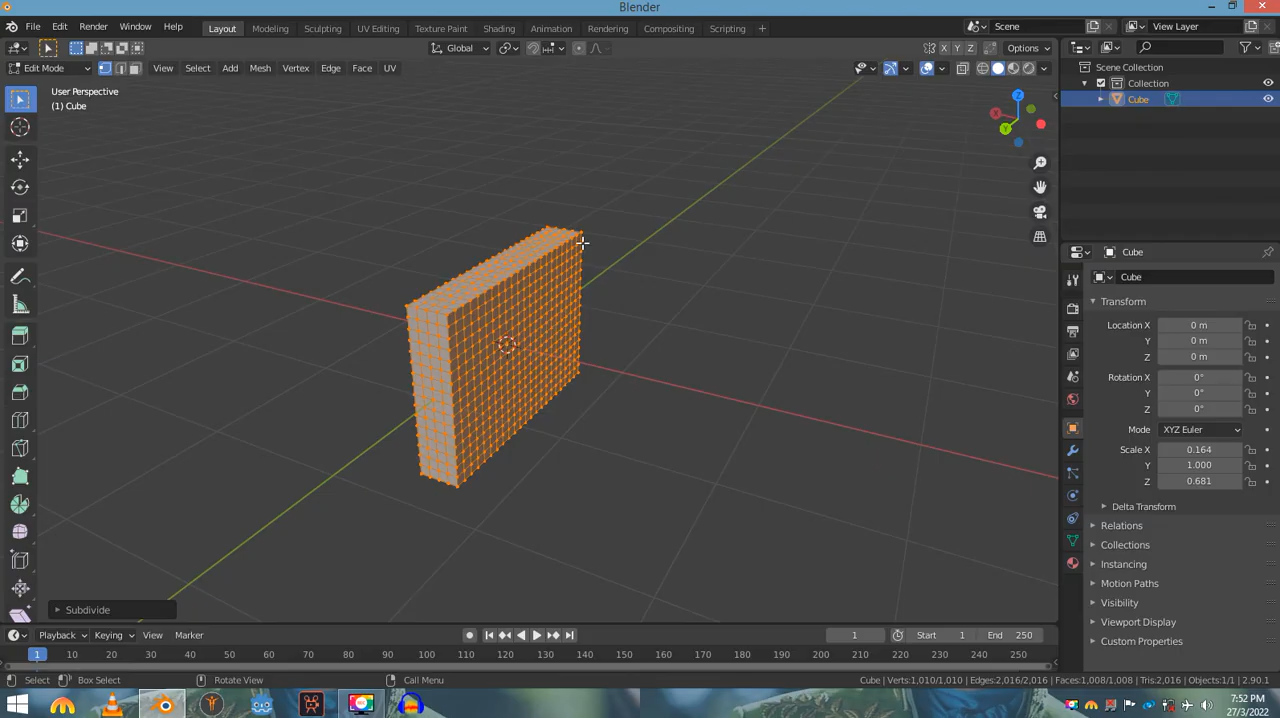 Blender
File Edit Render Window Help
Layout Modeling Sculpting UV Editing Texture Paint Shading Animation Rendering Compositing Scripting
Scene View Layer
Global
X Y Z Options
Edit Mode View Select Add Mesh Vertex Edge Face UV
Scene Collection
Collection
Cube
User Perspective
(1) Cube
Z
X
Y
Cube
Cube
Transform
Location X 0 m
Y 0 m
Z 0 m
Rotation X 0°
Y 0°
Z 0°
Mode XYZ Euler
Scale X 0.164
Y 1.000
Z 0.681
Delta Transform
Relations
Collections
Instancing
Motion Paths
Visibility
Viewport Display
Custom Properties
Subdivide
Playback Keying View Marker
1 Start 1 End 250
1 10 20 30 40 50 60 70 80 90 100 110 120 130 140 150 160 170 180 190 200 210 220 230 240 250
Select Box Select Rotate View Call Menu
Cube | Verts:1,010/1,010 | Edges:2,016/2,016 | Faces:1,008/1,008 | Tris:2,016 | Objects:1/1 | 2.90.1
7:52 PM
27/3/2022